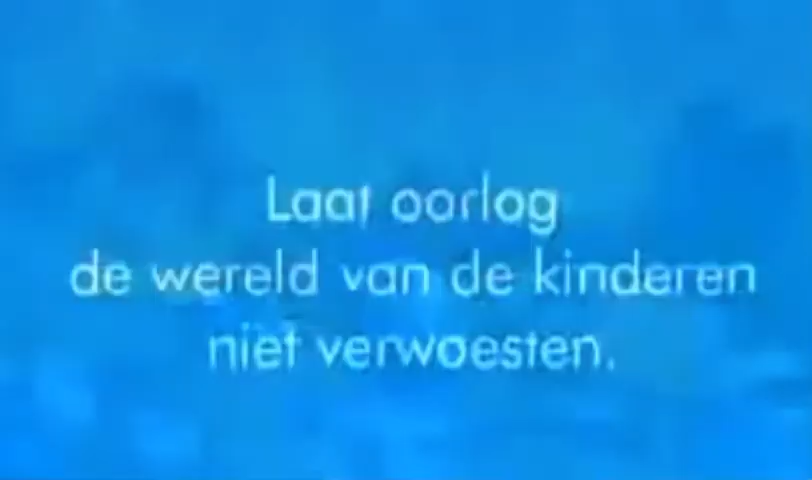 Laat oorlog
de wereld van de kinderen
niet verwoesten.